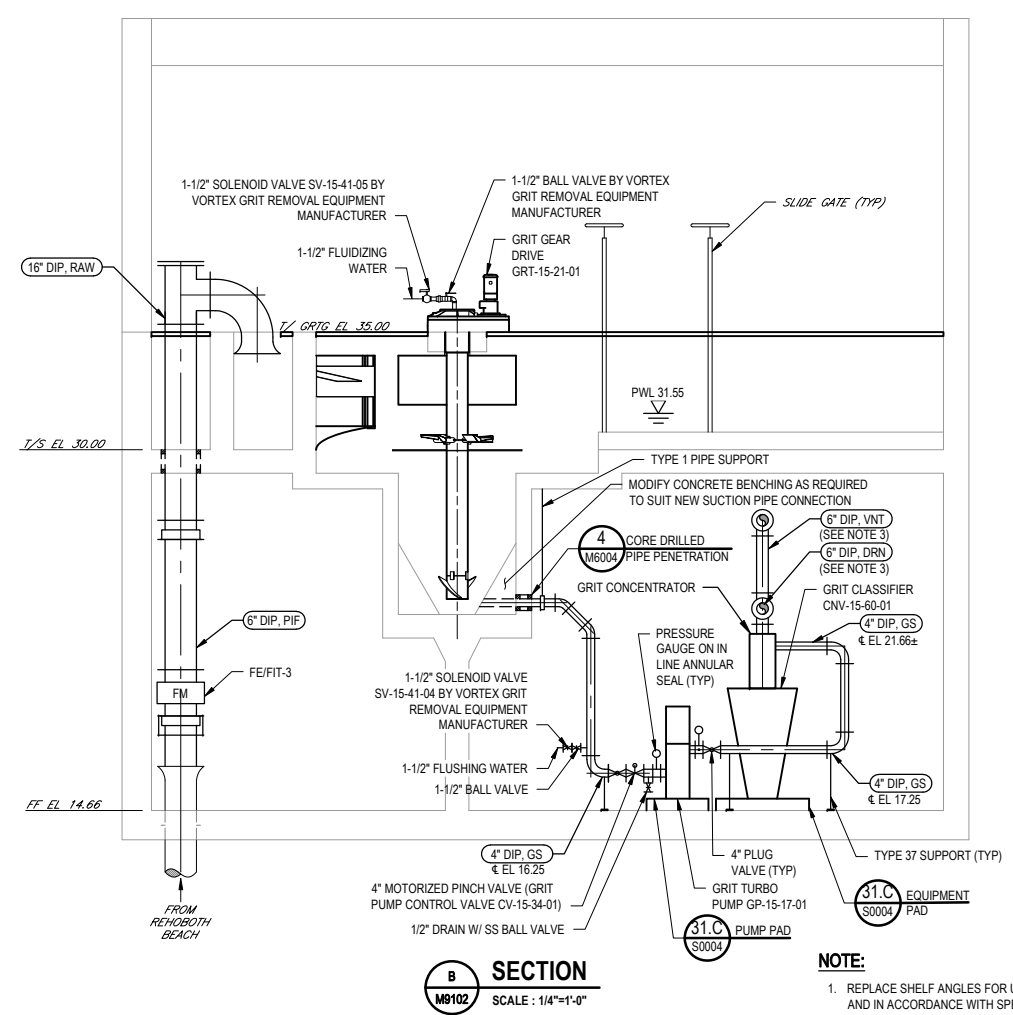 1-1/2" SOLENOID VALVE SV-15-41-05 BY
VORTEX GRIT REMOVAL EQUIPMENT
MANUFACTURER
1-1/2" BALL VALVE BY VORTEX
GRIT REMOVAL EQUIPMENT
MANUFACTURER
SLIDE GATE (TYP)
1-1/2" FLUIDIZING
WATER
GRIT GEAR
DRIVE
GRT-15-21-01
16" DIP, RAW
T/ GRTG EL 35.00
PWL 31.55
T/S EL 30.00
TYPE 1 PIPE SUPPORT
MODIFY CONCRETE BENCHING AS REQUIRED
TO SUIT NEW SUCTION PIPE CONNECTION
6" DIP, VNT
(SEE NOTE 3)
4
M6004
CORE DRILLED
PIPE PENETRATION
6" DIP, DRN
(SEE NOTE 3)
GRIT CONCENTRATOR
GRIT CLASSIFIER
CNV-15-60-01
6" DIP, PIF
4" DIP, GS
℄ EL 21.66±
PRESSURE
GAUGE ON IN
LINE ANNULAR
SEAL (TYP)
FE/FIT-3
FM
1-1/2" SOLENOID VALVE
SV-15-41-04 BY VORTEX GRIT
REMOVAL EQUIPMENT
MANUFACTURER
1-1/2" FLUSHING WATER
1-1/2" BALL VALVE
4" DIP, GS
℄ EL 17.25
FF EL 14.66
4" DIP, GS
℄ EL 16.25
4" PLUG
VALVE (TYP)
TYPE 37 SUPPORT (TYP)
4" MOTORIZED PINCH VALVE (GRIT
PUMP CONTROL VALVE CV-15-34-01)
GRIT TURBO
PUMP GP-15-17-01
31.C
S0004
EQUIPMENT
PAD
FROM
REHOBOTH
BEACH
1/2" DRAIN W/ SS BALL VALVE
31.C
S0004
PUMP PAD
B
M9102
SECTION
SCALE : 1/4"=1'-0"
NOTE:
1. REPLACE SHELF ANGLES FOR
AND IN ACCORDANCE WITH